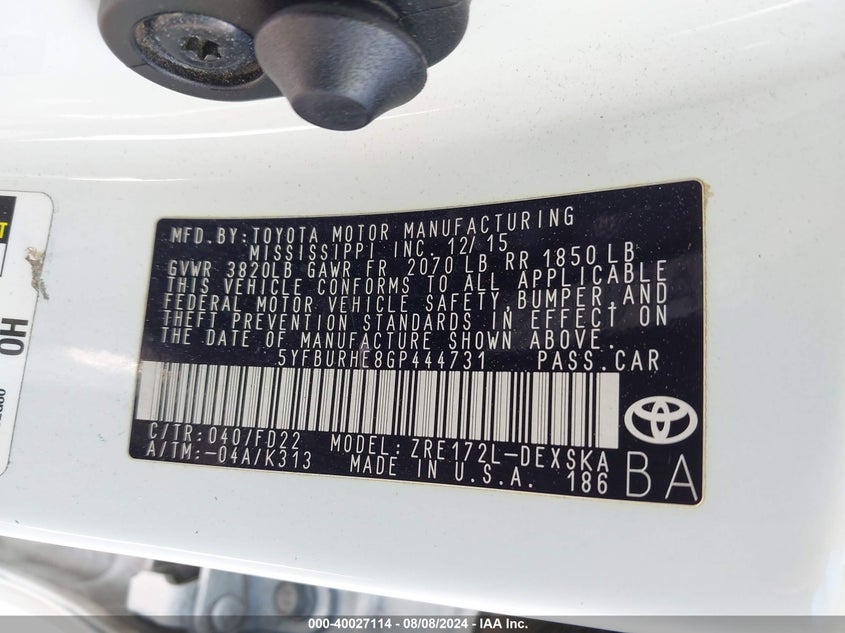 MFD. BY: TOYOTA MOTOR MANUFACTURING
MISSISSIPPI INC. 12/15
GVWR 3820LB GAWR FR 2070 LB RR 1850 LB
THIS VEHICLE CONFORMS TO ALL APPLICABLE
FEDERAL MOTOR VEHICLE SAFETY, BUMPER, AND
THEFT PREVENTION STANDARDS IN EFFECT ON
THE DATE OF MANUFACTURE SHOWN ABOVE.
5YFBURHE8GP444731 PASS. CAR
C/TR: 040/FD22 MODEL: ZRE172L-DEXSKA
A/TM: -04A/K313 MADE IN U.S.A. 186
BA
HO
000-40027114 - 08/08/2024 - IAA Inc.